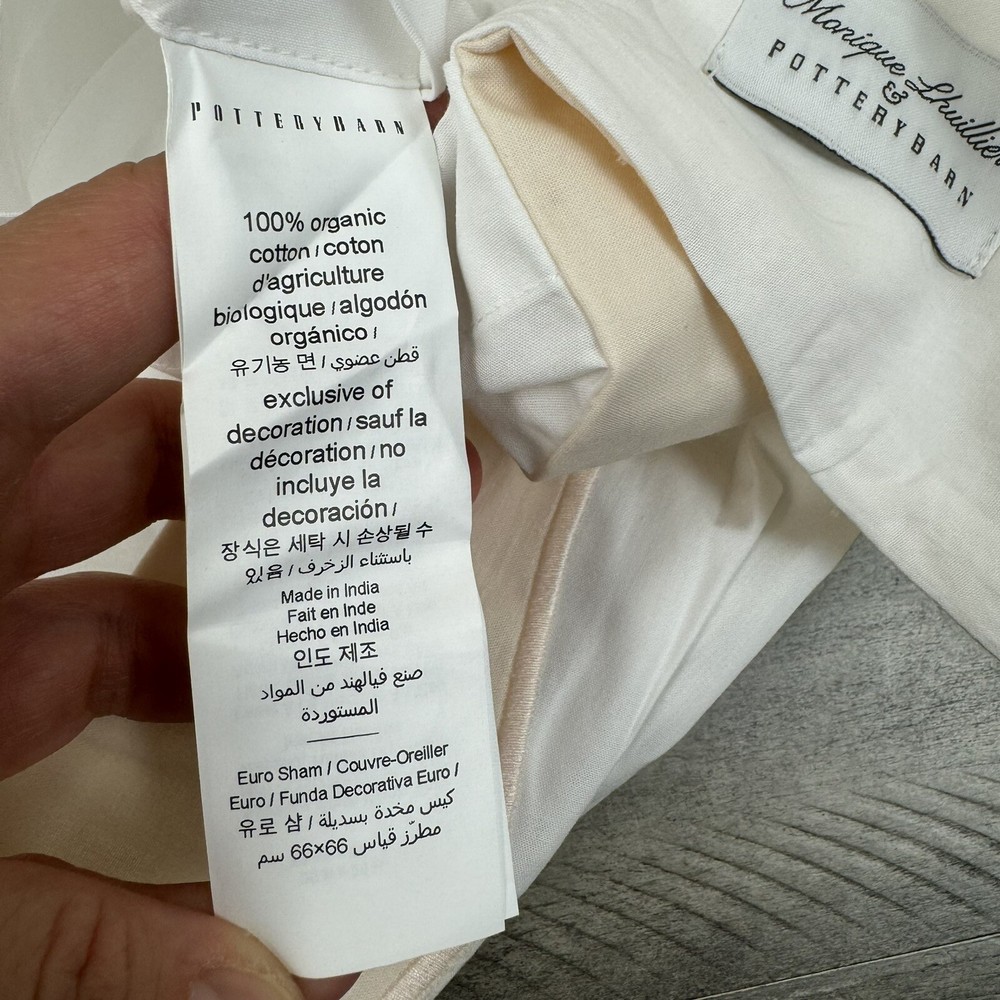 POTTERYBARN
100% organic
cotton / coton
d'agriculture
biologique / algodón
orgánico /
유기농 면 / قطن عضوي
exclusive of
decoration / sauf la
décoration / no
incluye la
decoración /
장식은 세탁 시 손상될 수
있음 / باستثناء الزخرف
Made in India
Fait en Inde
Hecho en India
인도 제조
صنع فيالهند من المواد
المستوردة
Euro Sham / Couvre-Oreiller
Euro / Funda Decorativa Euro /
유로 샴 / كيس مخدة بسديلة
مطرّز قياس 66×66 سم
Monique Lhuillier
&
POTTERYBARN